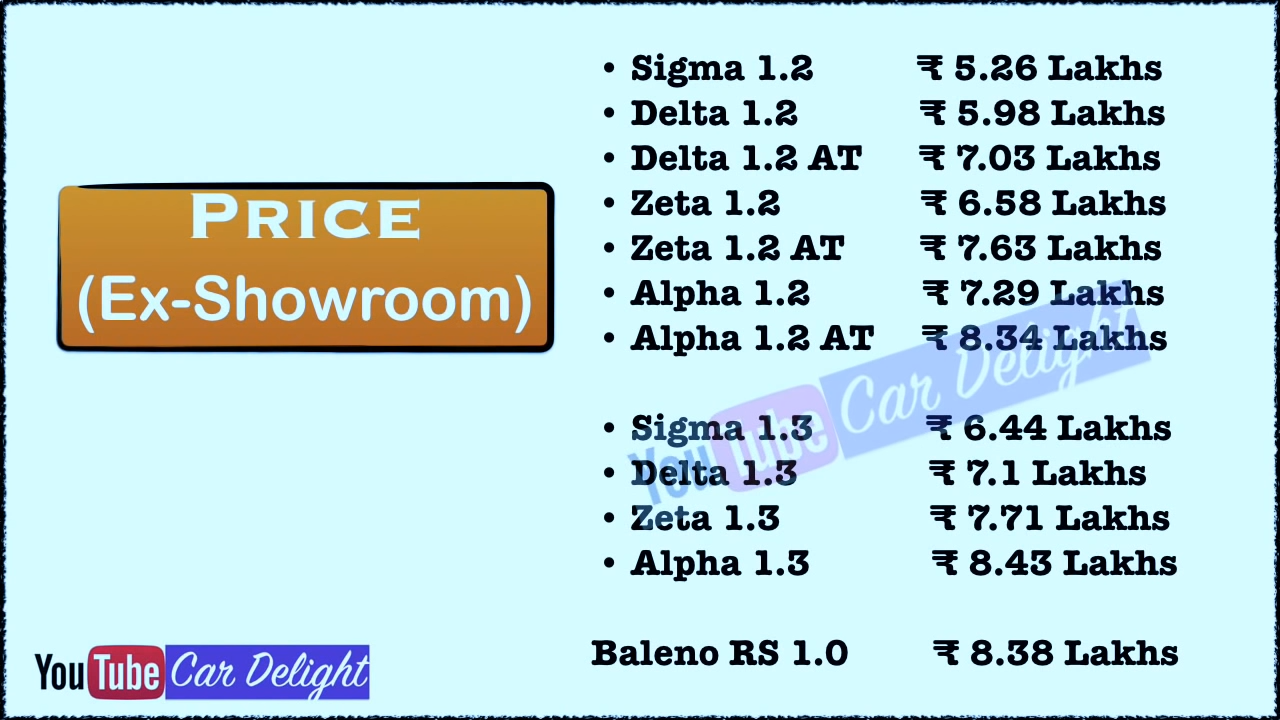 PRICE
(Ex-Showroom)
• Sigma 1.2 ₹ 5.26 Lakhs
• Delta 1.2 ₹ 5.98 Lakhs
• Delta 1.2 AT ₹ 7.03 Lakhs
• Zeta 1.2 ₹ 6.58 Lakhs
• Zeta 1.2 AT ₹ 7.63 Lakhs
• Alpha 1.2 ₹ 7.29 Lakhs
• Alpha 1.2 AT ₹ 8.34 Lakhs
• Sigma 1.3 ₹ 6.44 Lakhs
• Delta 1.3 ₹ 7.1 Lakhs
• Zeta 1.3 ₹ 7.71 Lakhs
• Alpha 1.3 ₹ 8.43 Lakhs
Baleno RS 1.0 ₹ 8.38 Lakhs
YouTube Car Delight
YouTube Car Delight